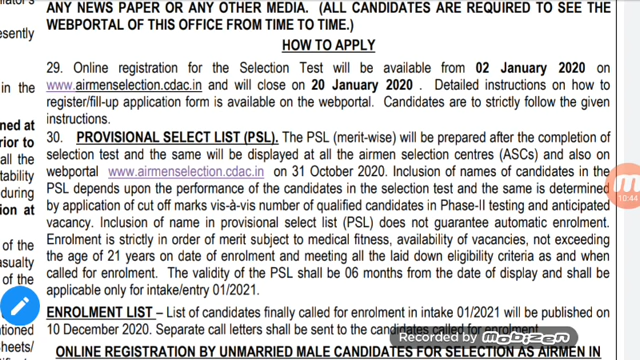 ANY NEWS PAPER OR ANY OTHER MEDIA. (ALL CANDIDATES ARE REQUIRED TO SEE THE
WEBPORTAL OF THIS OFFICE FROM TIME TO TIME.)
HOW TO APPLY
29. Online registration for the Selection Test will be available from 02 January 2020 on
www.airmenselection.cdac.in and will close on 20 January 2020 . Detailed instructions on how to
register/fill-up application form is available on the webportal. Candidates are to strictly follow the given
instructions.
30. PROVISIONAL SELECT LIST (PSL). The PSL (merit-wise) will be prepared after the completion of
selection test and the same will be displayed at all the airmen selection centres (ASCs) and also on
webportal www.airmenselection.cdac.in on 31 October 2020. Inclusion of names of candidates in the
PSL depends upon the performance of the candidates in the selection test and the same is determined
by application of cut off marks vis-à-vis number of qualified candidates in Phase-II testing and anticipated
vacancy. Inclusion of name in provisional select list (PSL) does not guarantee automatic enrolment.
Enrolment is strictly in order of merit subject to medical fitness, availability of vacancies, not exceeding
the age of 21 years on date of enrolment and meeting all the laid down eligibility criteria as and when
called for enrolment. The validity of the PSL shall be 06 months from the date of display and shall be
applicable only for intake/entry 01/2021.
ENROLMENT LIST - List of candidates finally called for enrolment in intake 01/2021 will be published on
10 December 2020. Separate call letters shall be sent to the candidates called for enrolment.
ONLINE REGISTRATION BY UNMARRIED MALE CANDIDATES FOR SELECTION AS AIRMEN IN
in the
all the
during
of the
of the
10:44
Recorded by
mobizen